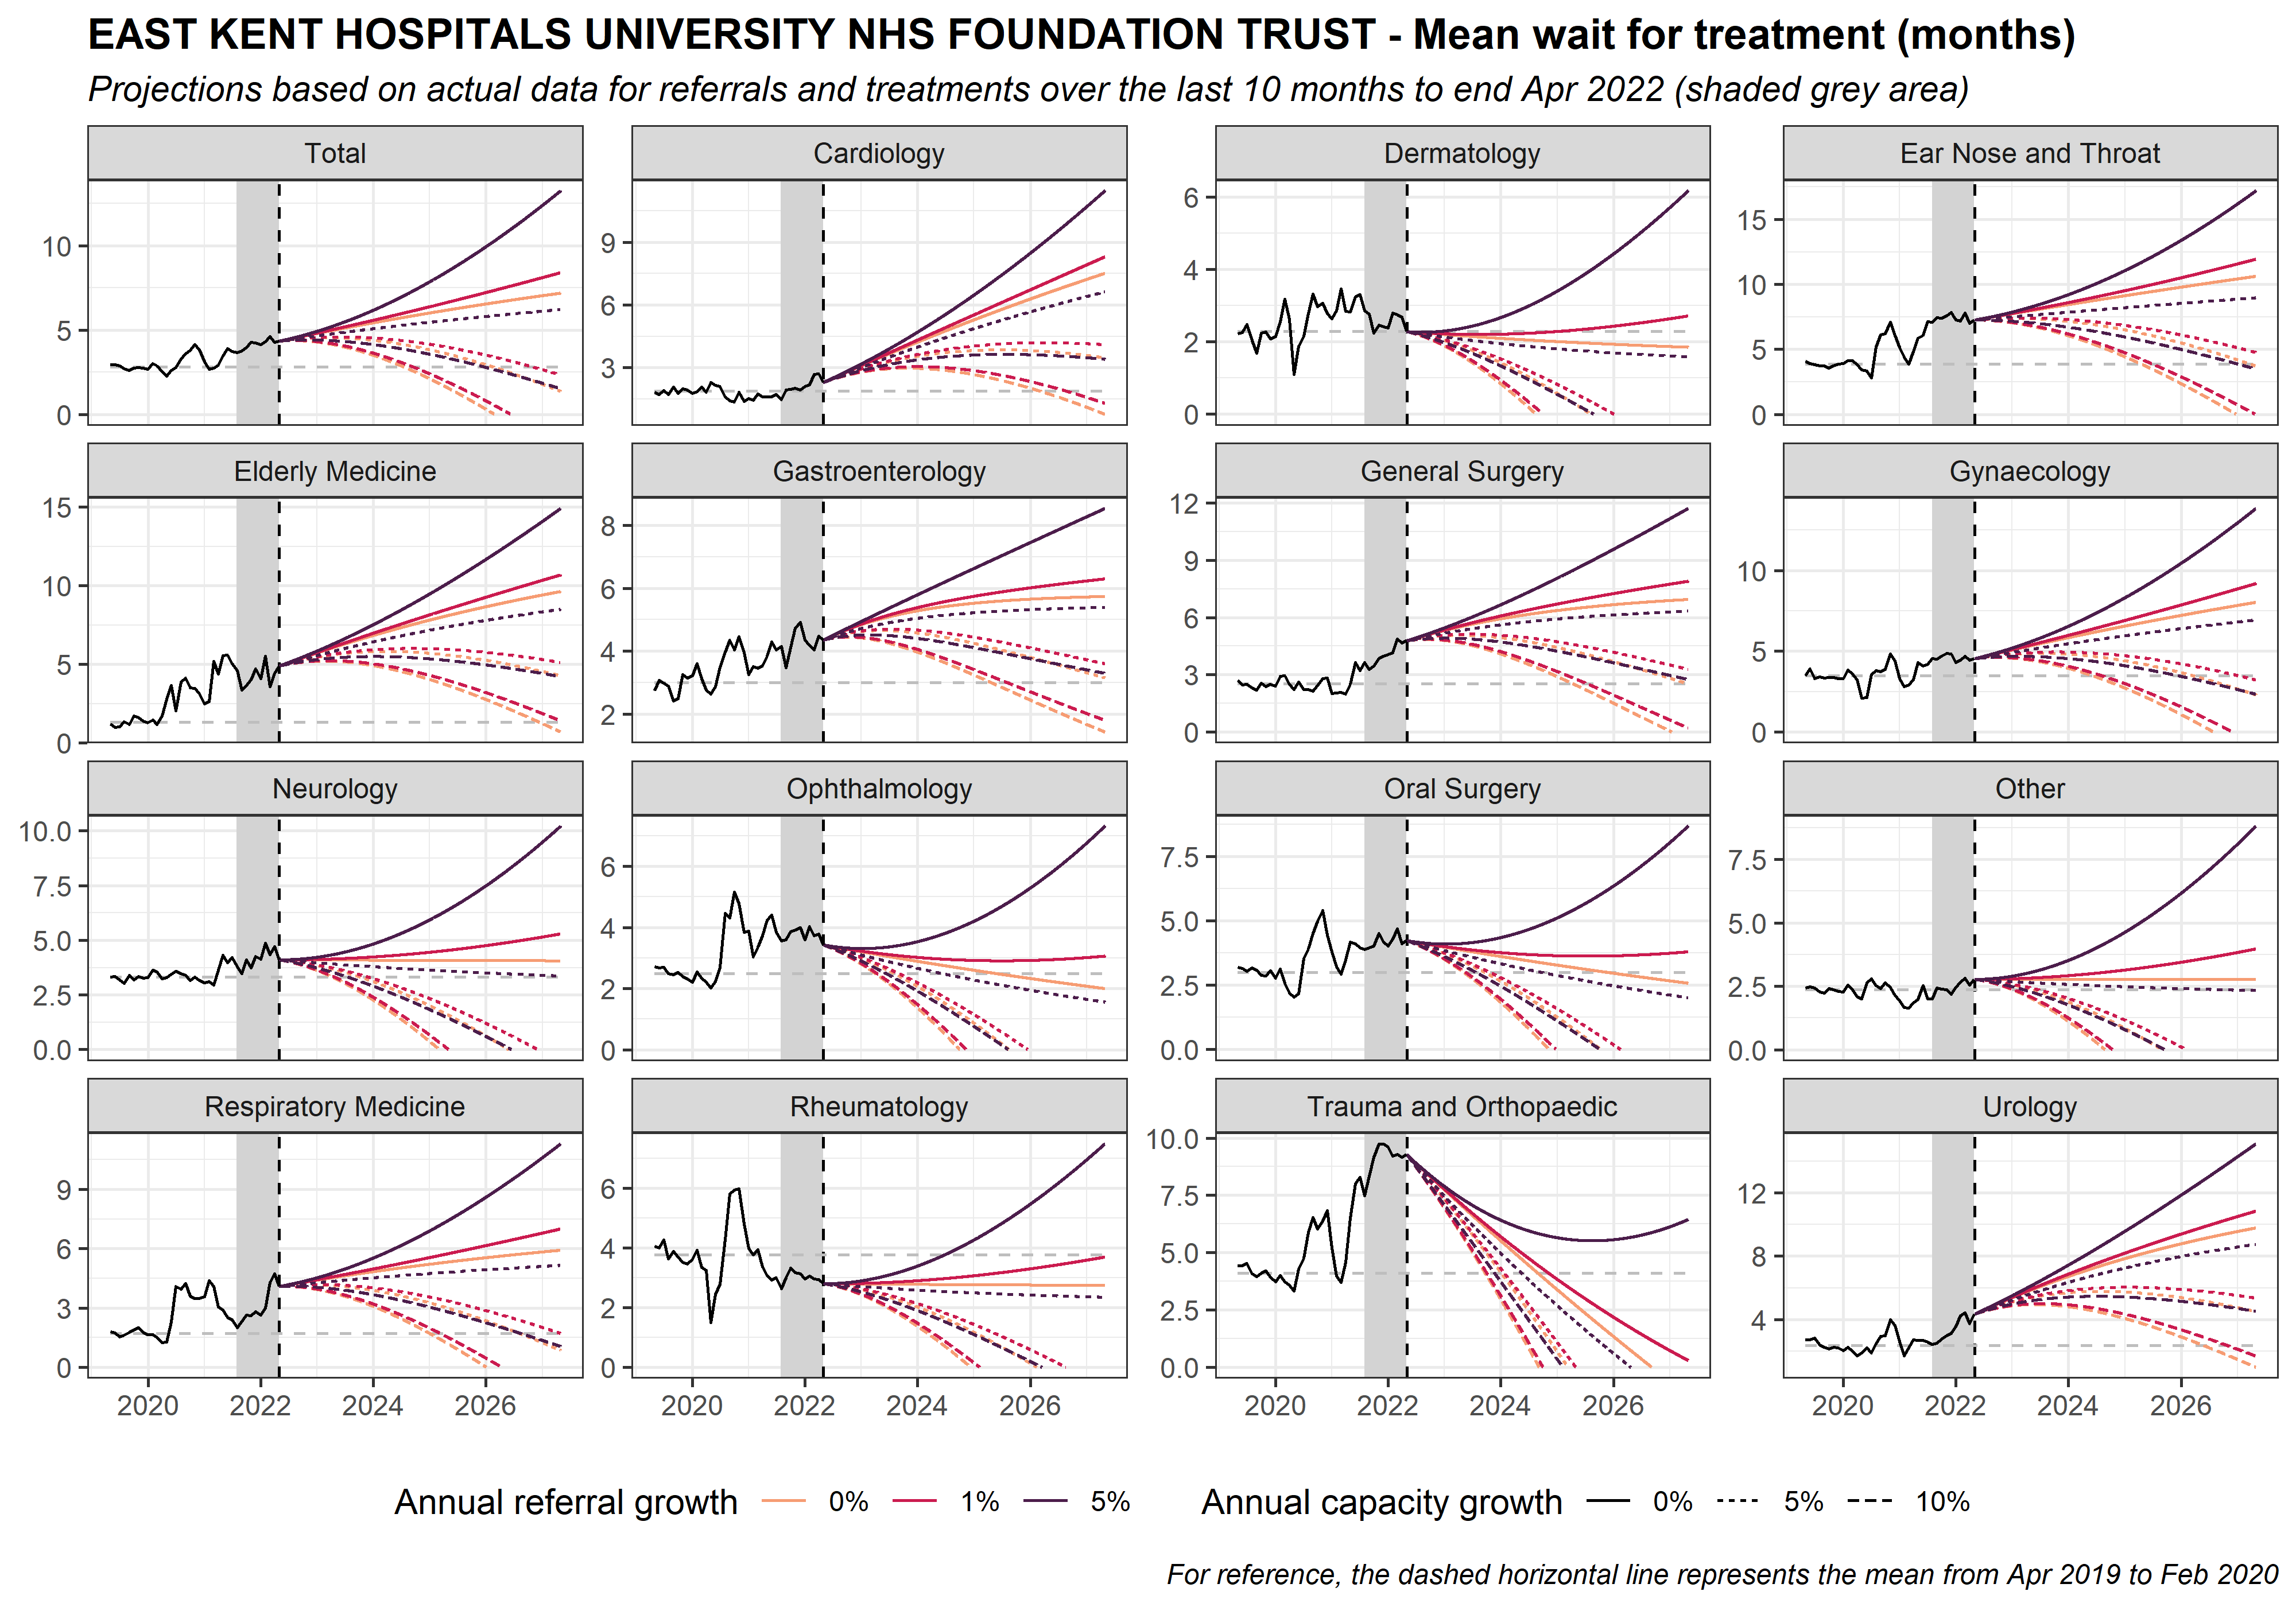 EAST KENT HOSPITALS UNIVERSITY NHS FOUNDATION TRUST - Mean wait for treatment (months)
Projections based on actual data for referrals and treatments over the last 10 months to end Apr 2022 (shaded grey area)
Total
Cardiology
Dermatology
Ear Nose and Throat
10
5
0
9
6
3
6
4
2
0
15
10
5
0
Elderly Medicine
Gastroenterology
General Surgery
Gynaecology
15
10
5
0
8
6
4
2
12
9
6
3
0
10
5
0
Neurology
Ophthalmology
Oral Surgery
Other
10.0
7.5
5.0
2.5
0.0
6
4
2
0
7.5
5.0
2.5
0.0
7.5
5.0
2.5
0.0
Respiratory Medicine
Rheumatology
Trauma and Orthopaedic
Urology
9
6
3
0
6
4
2
0
10.0
7.5
5.0
2.5
0.0
12
8
4
2020 2022 2024 2026
2020 2022 2024 2026
2020 2022 2024 2026
2020 2022 2024 2026
Annual referral growth 0% 1% 5%
Annual capacity growth 0% 5% 10%
For reference, the dashed horizontal line represents the mean from Apr 2019 to Feb 2020